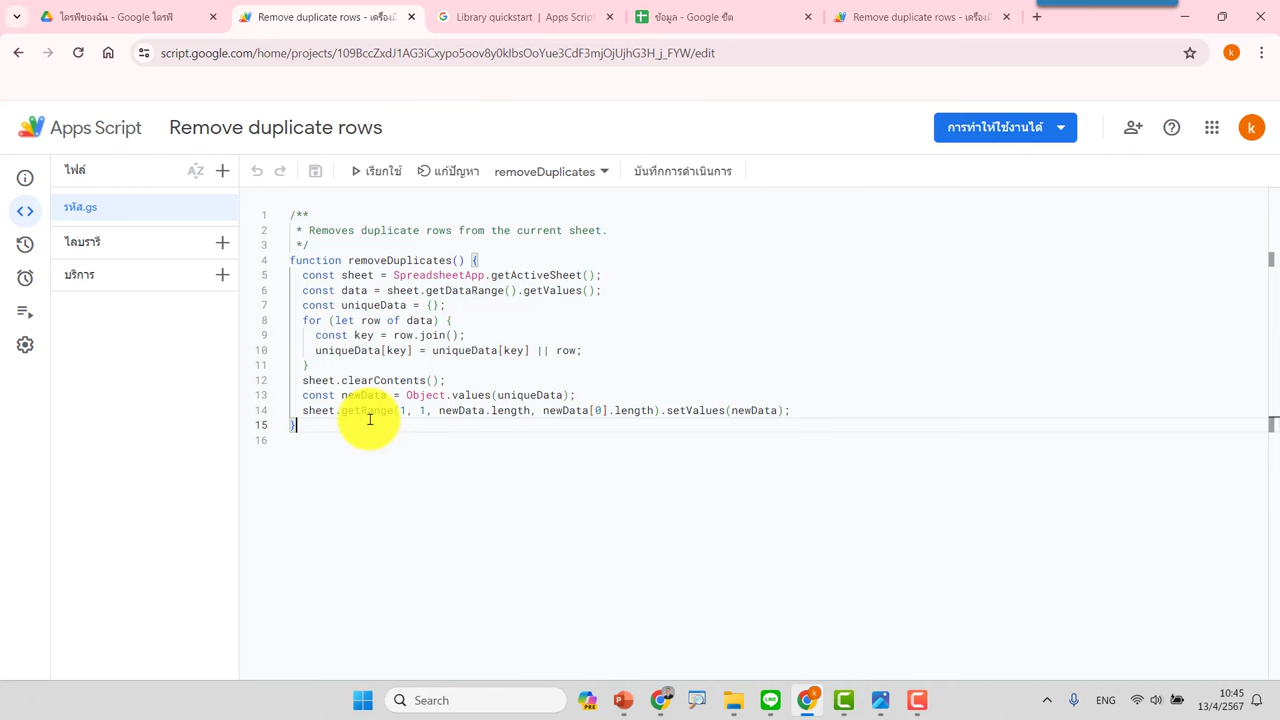 ไดรฟ์ของฉัน - Google ไดรฟ์
Remove duplicate rows - เครื่องมื
Library quickstart | Apps Scrip
ข้อมูล - Google ชีต
Remove duplicate rows - เครื่องมื
script.google.com/home/projects/109BccZxdJ1AG3iCxypo5oov8y0klbsOoYue3CdF3mjOjUjhG3H_j_FYW/edit
Apps Script
Remove duplicate rows
การทำให้ใช้งานได้
k
ไฟล์
AZ
เรียกใช้
แก้ปัญหา
removeDuplicates
บันทึกการดำเนินการ
รหัส.gs
ไลบรารี
บริการ
1 /**
2 * Removes duplicate rows from the current sheet.
3 */
4 function removeDuplicates() {
5 const sheet = SpreadsheetApp.getActiveSheet();
6 const data = sheet.getDataRange().getValues();
7 const uniqueData = {};
8 for (let row of data) {
9 const key = row.join();
10 uniqueData[key] = uniqueData[key] || row;
11 }
12 sheet.clearContents();
13 const newData = Object.values(uniqueData);
14 sheet.getRange(1, 1, newData.length, newData[0].length).setValues(newData);
15 }
16
Search
ENG
10:45
13/4/2567